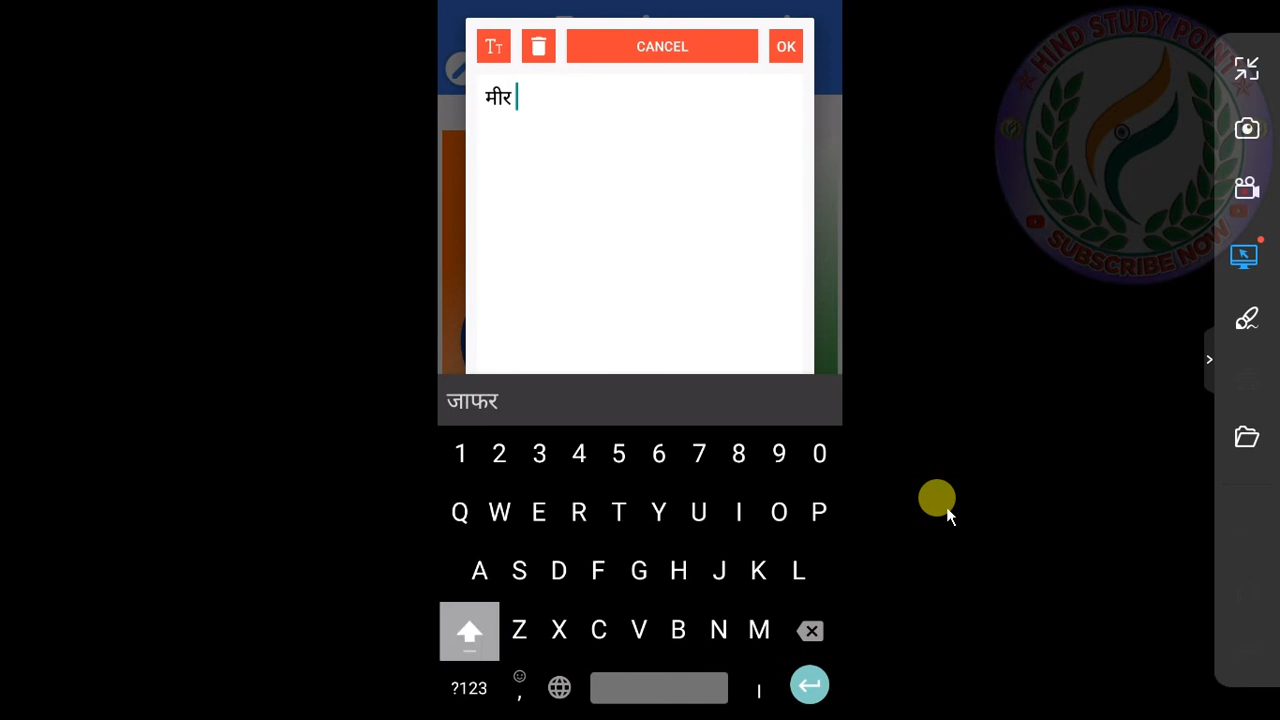 TT CANCEL OK
मीर
जाफर
1 2 3 4 5 6 7 8 9 0
Q W E R T Y U I O P
A S D F G H J K L
Z X C V B N M
?123 , ।
HIND STUDY POINT
SUBSCRIBE NOW